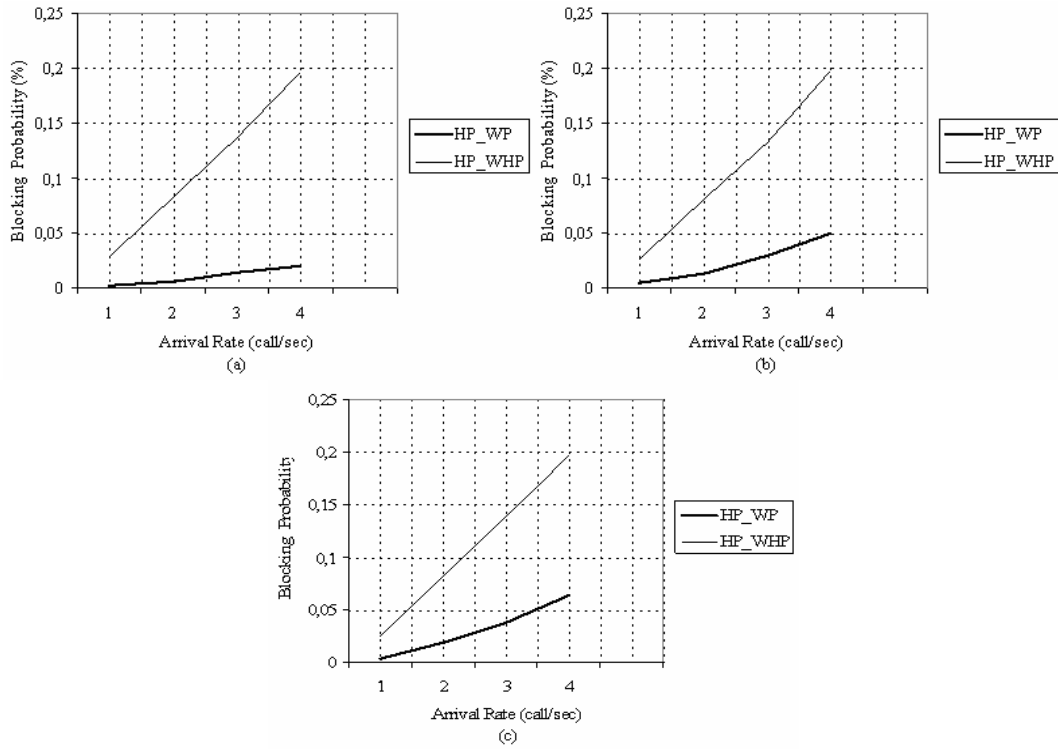 0,25
0,2
0,15
0,1
0,05
0
Blocking Probability (%)
1 2 3 4
Arrival Rate (call/sec)
(a)
HP_WP
HP_WHP
0,25
0,2
0,15
0,1
0,05
0
Blocking Probability (%)
1 2 3 4
Arrival Rate (call/sec)
(b)
HP_WP
HP_WHP
0,25
0,2
0,15
0,1
0,05
0
Blocking Probability
1 2 3 4
Arrival Rate (call/sec)
(c)
HP_WP
HP_WHP